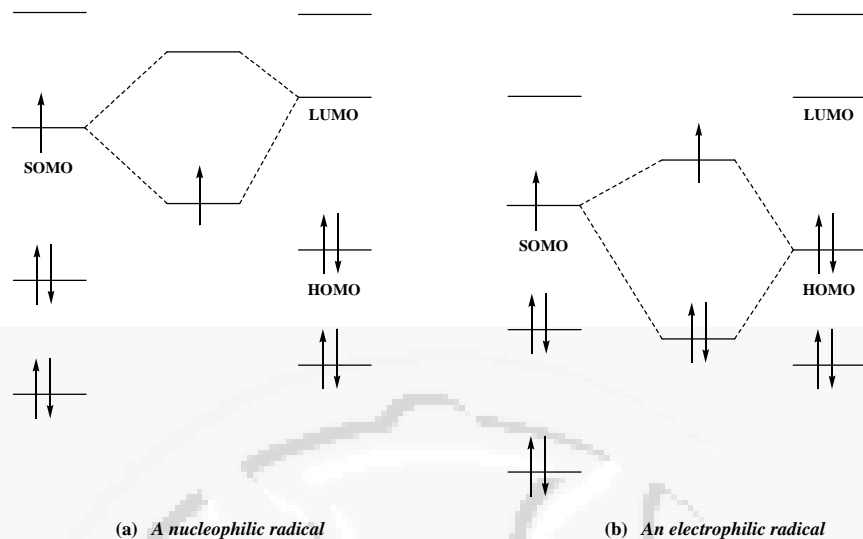 LUMO
LUMO
SOMO
SOMO
HOMO
HOMO
(a) A nucleophilic radical
(b) An electrophilic radical